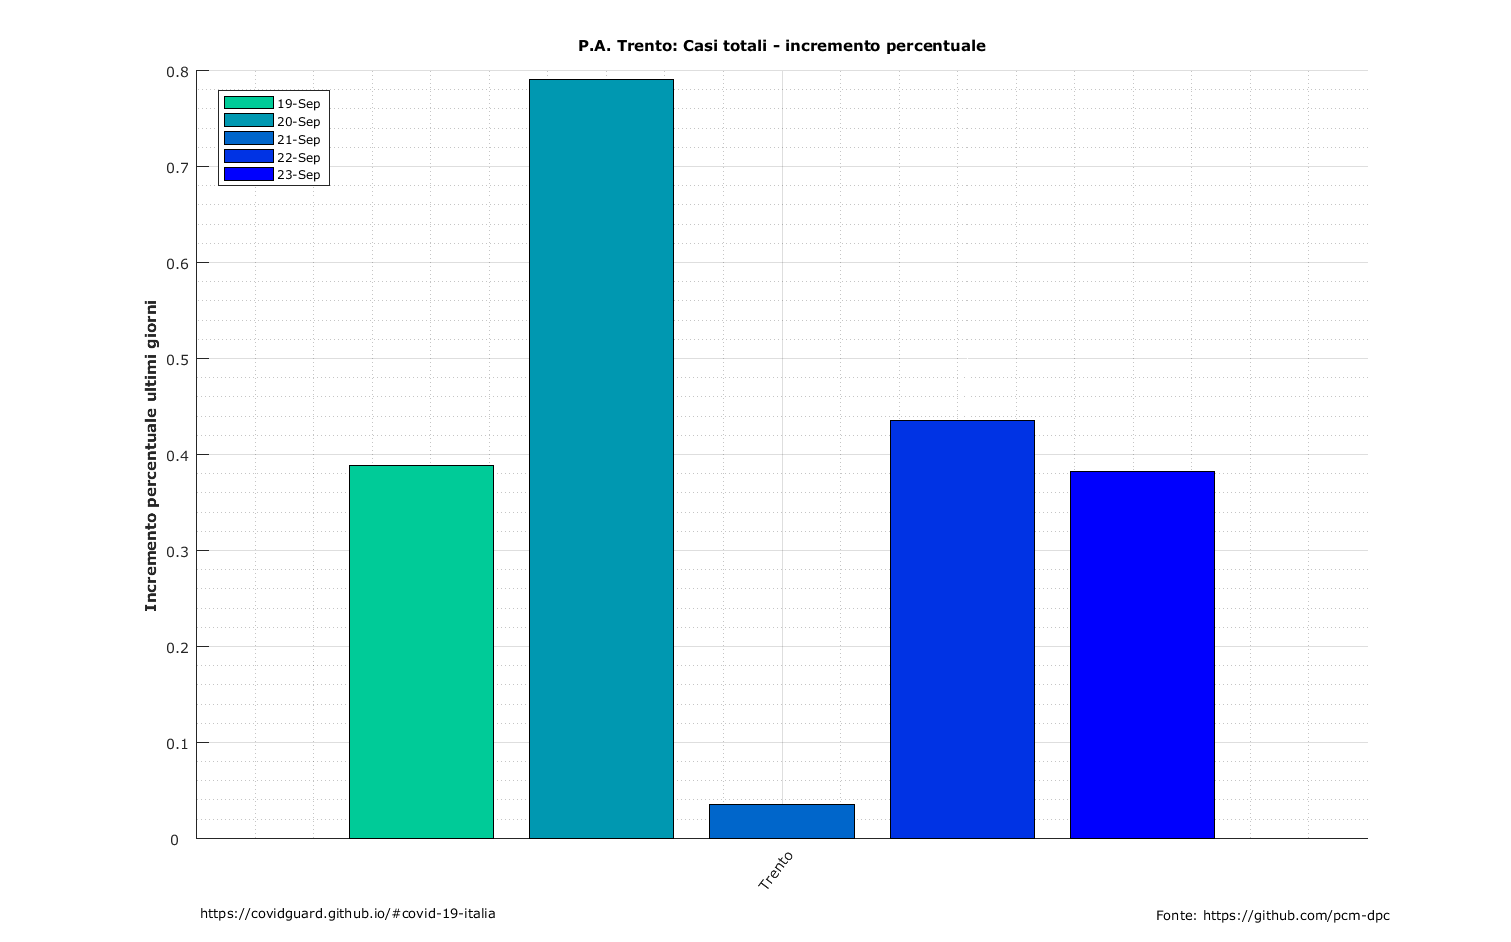 P.A. Trento: Casi totali - incremento percentuale
0.8
0.7
0.6
0.5
0.4
0.3
0.2
0.1
0
Incremento percentuale ultimi giorni
19-Sep
20-Sep
21-Sep
22-Sep
23-Sep
Trento
https://covidguard.github.io/#covid-19-italia
Fonte: https://github.com/pcm-dpc